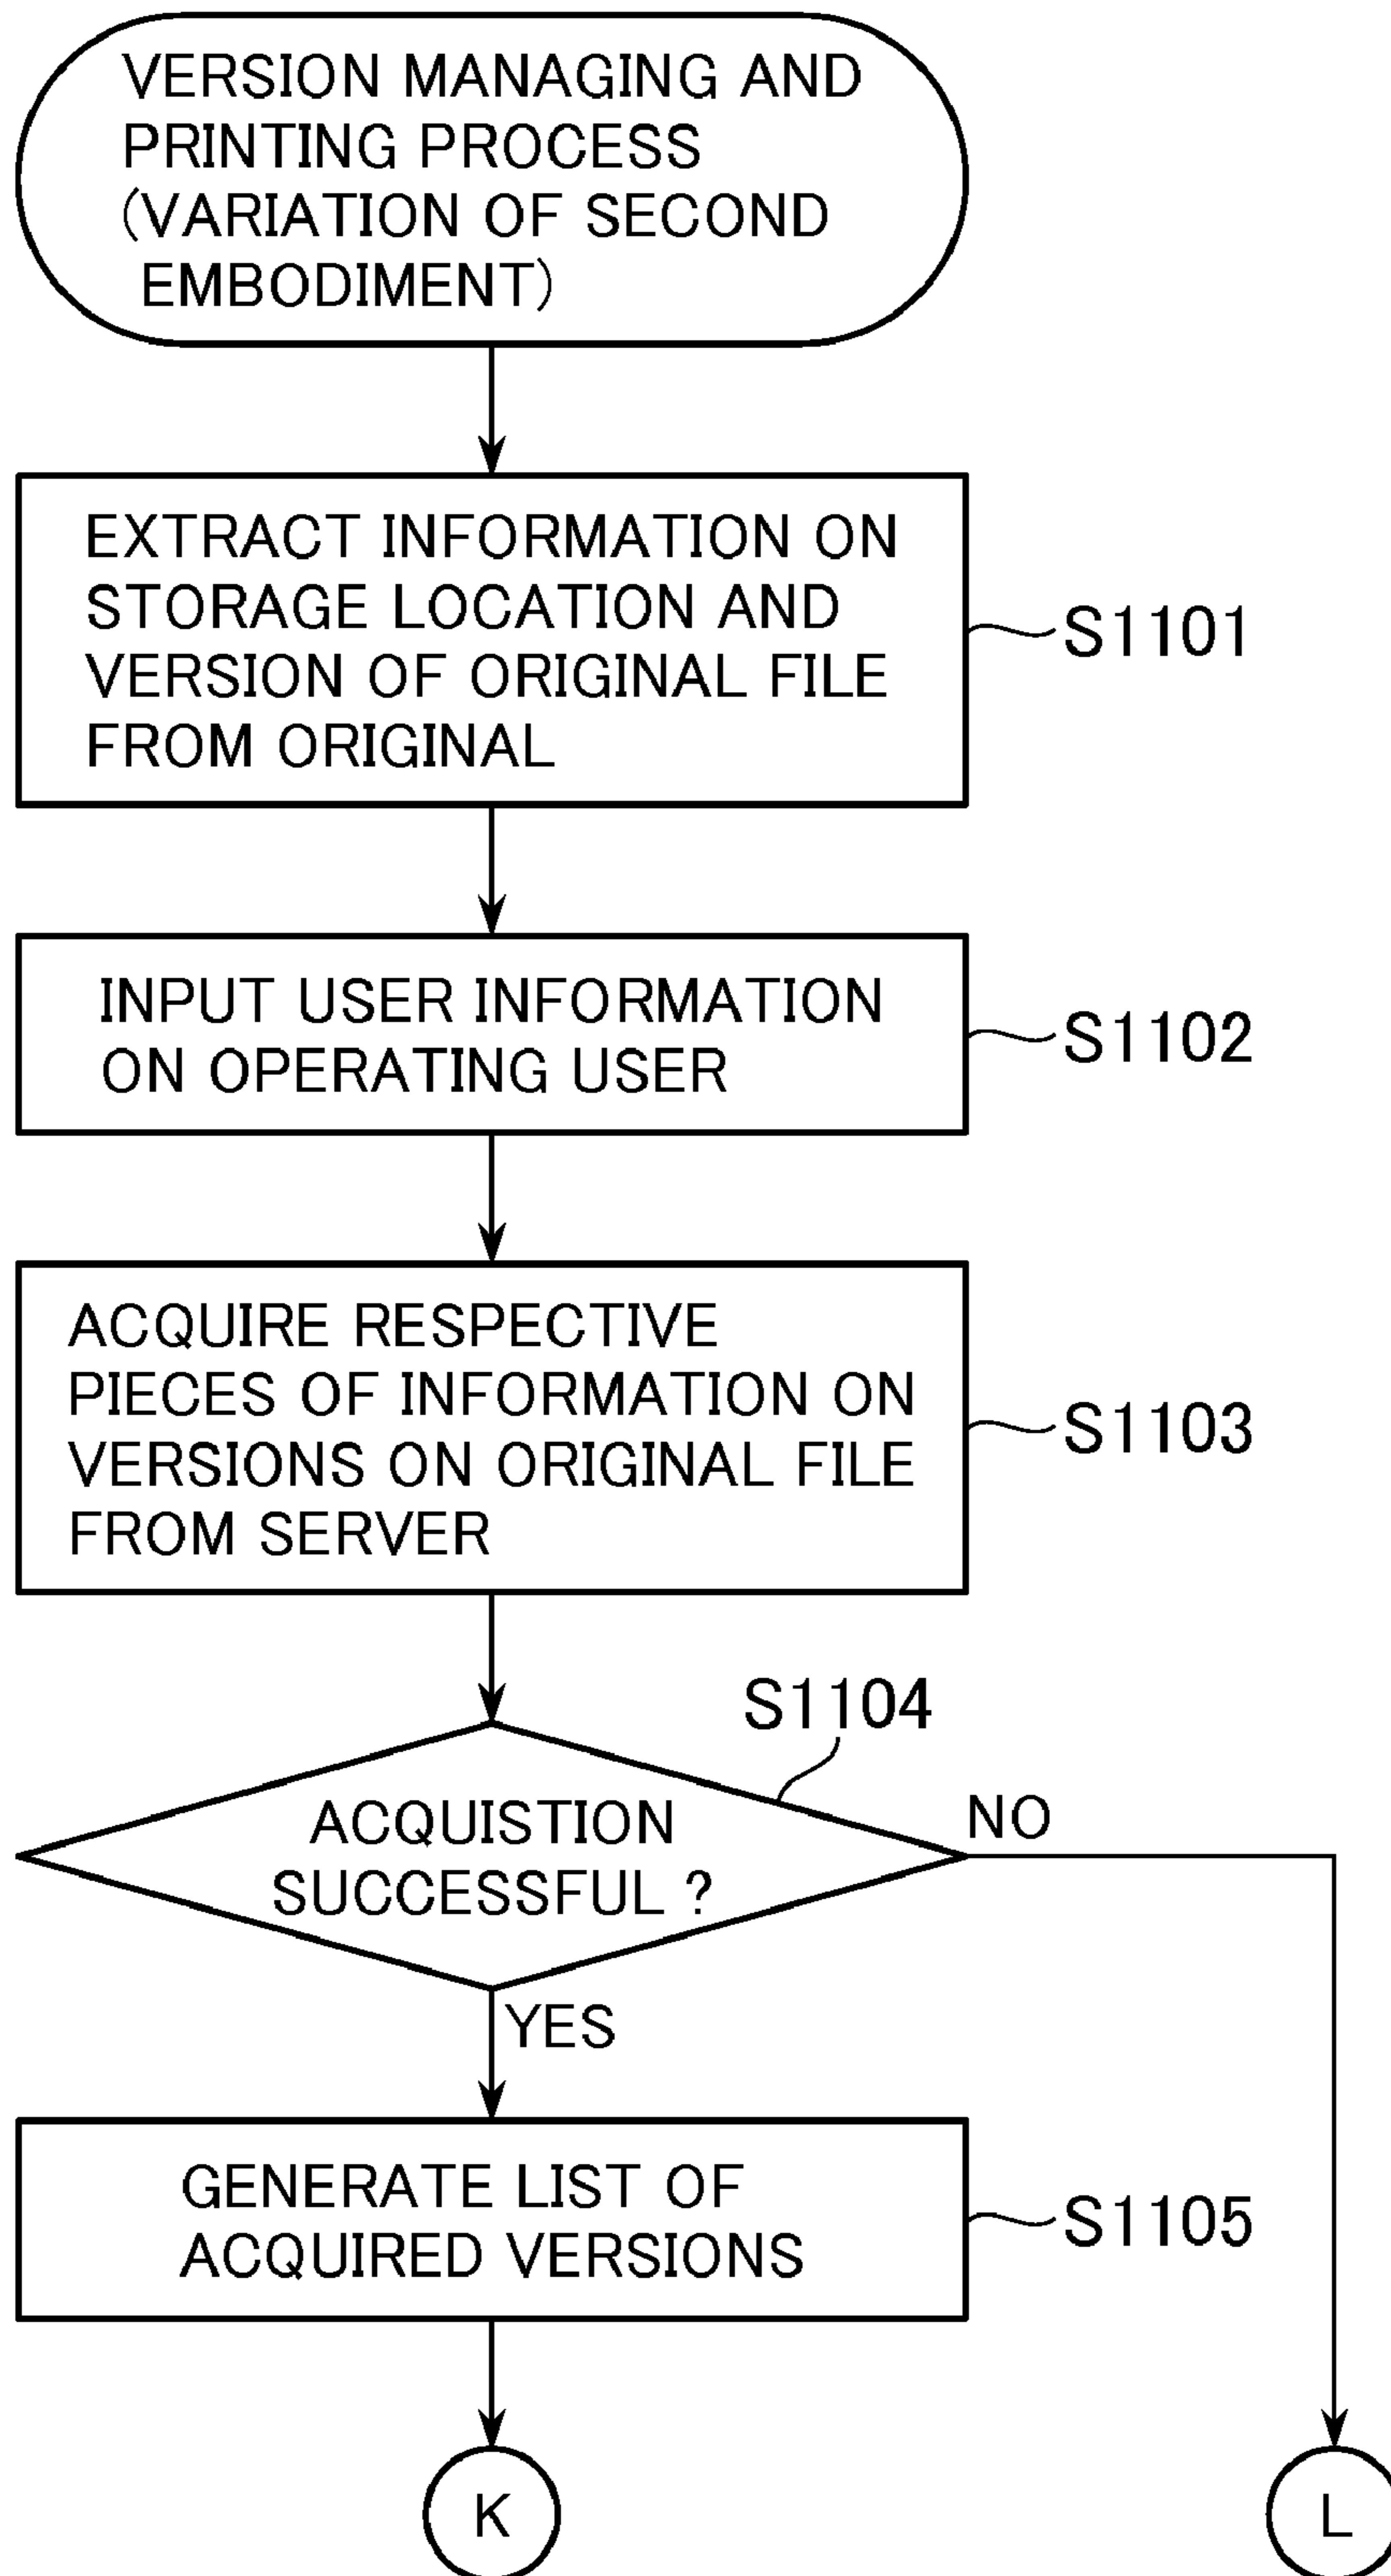 VERSION MANAGING AND
PRINTING PROCESS
(VARIATION OF SECOND
EMBODIMENT)
EXTRACT INFORMATION ON
STORAGE LOCATION AND
VERSION OF ORIGINAL FILE
FROM ORIGINAL
S1101
INPUT USER INFORMATION
ON OPERATING USER
S1102
ACQUIRE RESPECTIVE
PIECES OF INFORMATION ON
VERSIONS ON ORIGINAL FILE
FROM SERVER
S1103
S1104
ACQUISTION
SUCCESSFUL ?
NO
YES
GENERATE LIST OF
ACQUIRED VERSIONS
S1105
K
L